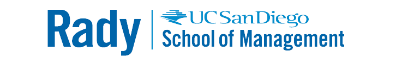 Rady
UC San Diego
School of Management